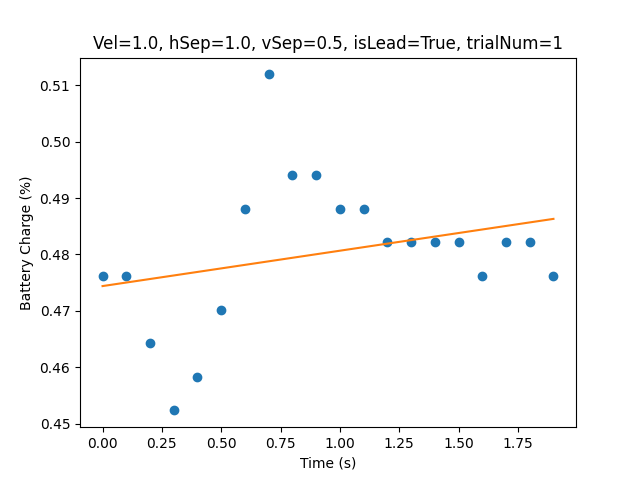 Vel=1.0, hSep=1.0, vSep=0.5, isLead=True, trialNum=1
Battery Charge (%)
0.51
0.50
0.49
0.48
0.47
0.46
0.45
0.00 0.25 0.50 0.75 1.00 1.25 1.50 1.75
Time (s)